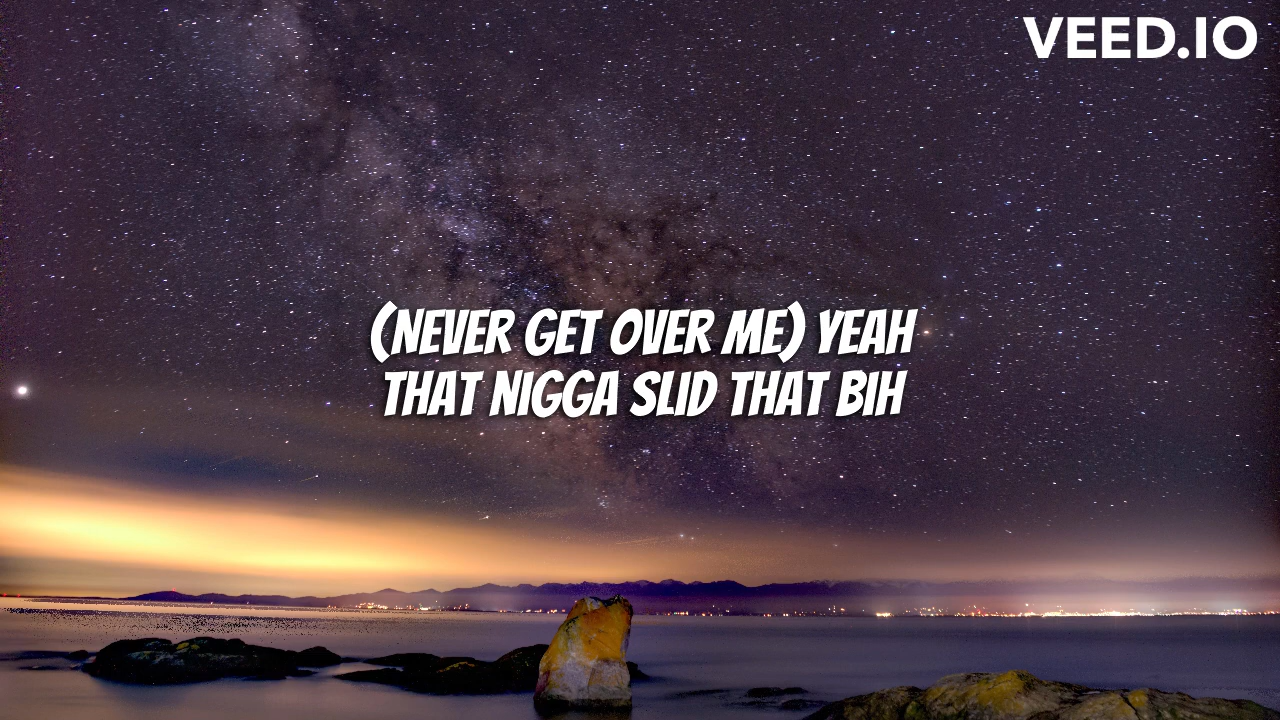 VEED.IO
(NEVER GET OVER ME) YEAH
THAT NIGGA SLID THAT BIH